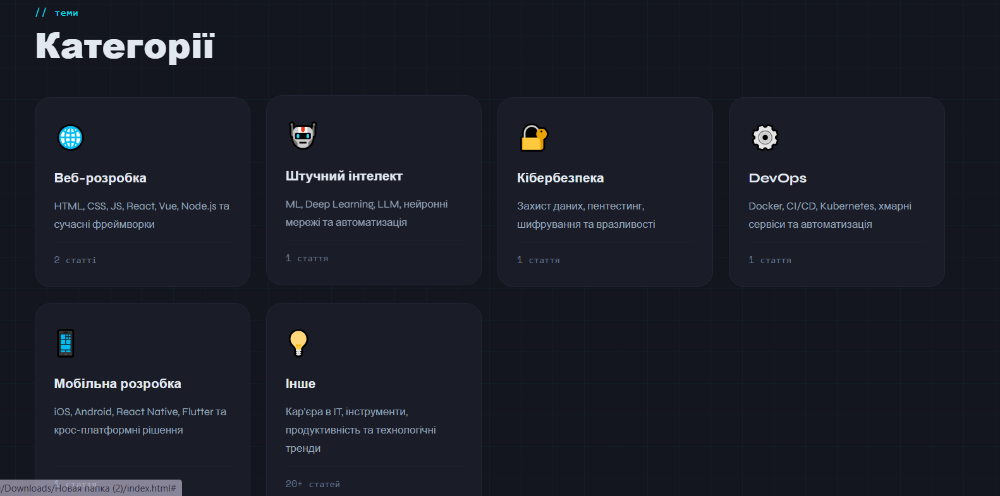 // теми
Категорії
Веб-розробка
HTML, CSS, JS, React, Vue, Node.js та
сучасні фреймворки
2 статті
Штучний інтелект
ML, Deep Learning, LLM, нейронні
мережі та автоматизація
1 стаття
Кібербезпека
Захист даних, пентестинг,
шифрування та вразливості
1 стаття
DevOps
Docker, CI/CD, Kubernetes, хмарні
сервіси та автоматизація
1 стаття
Мобільна розробка
iOS, Android, React Native, Flutter та
крос-платформні рішення
1 стаття
Інше
Кар'єра в IT, інструменти,
продуктивність та технологічні
тренди
20+ статей
/Downloads/Новая папка (2)/index.html#